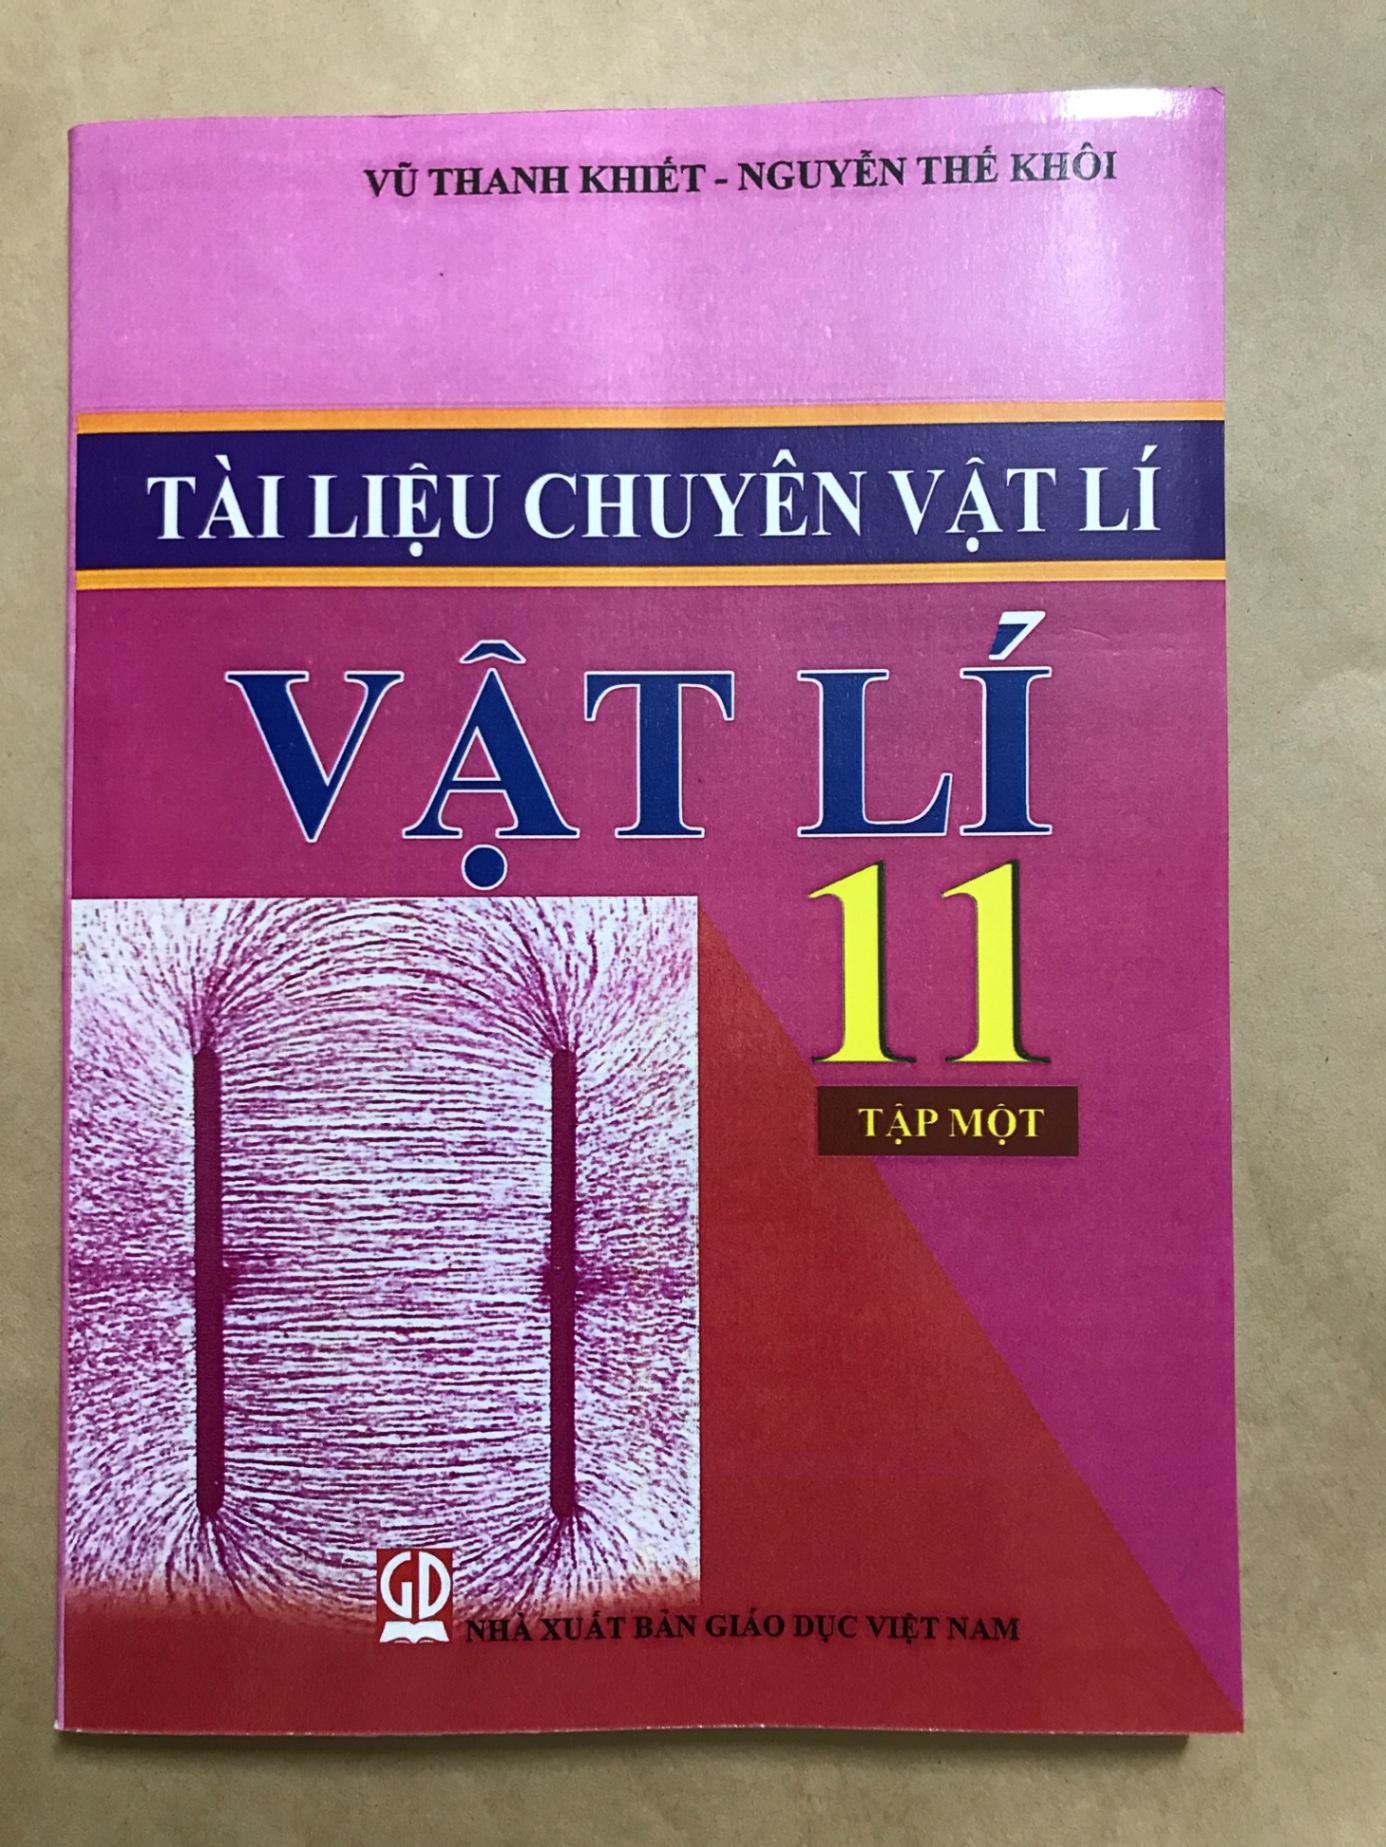 VŨ THANH KHIẾT - NGUYỄN THẾ KHÔI
TÀI LIỆU CHUYÊN VẬT LÍ
VẬT LÍ
11
TẬP MỘT
GD
NHÀ XUẤT BẢN GIÁO DỤC VIỆT NAM